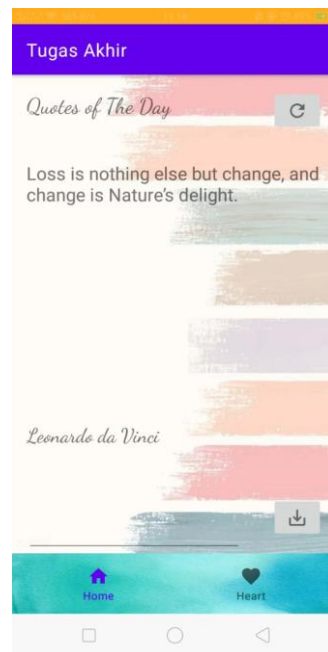 Tugas Akhir
Quotes of The Day
Loss is nothing else but change, and
change is Nature's delight.
Leonardo da Vinci
Home
Heart